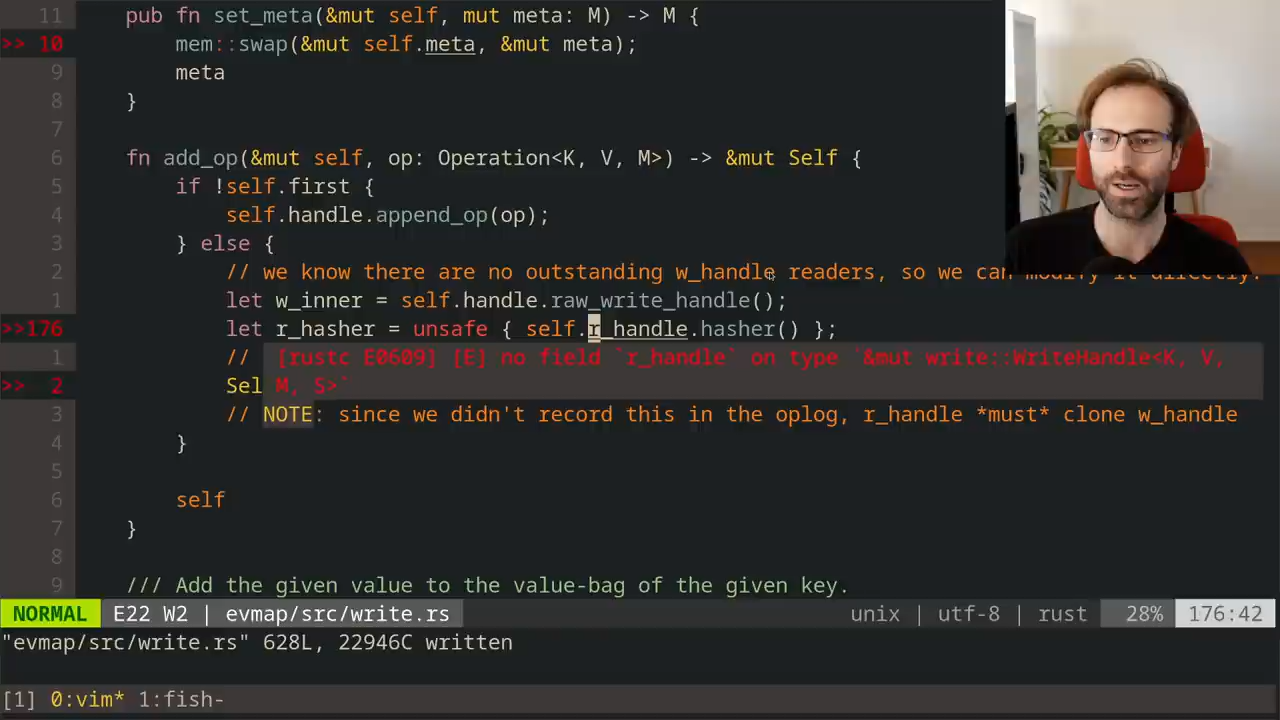 11 pub fn set_meta(&mut self, mut meta: M) -> M {
>> 10 mem::swap(&mut self.meta, &mut meta);
9 meta
8 }
7
6 fn add_op(&mut self, op: Operation<K, V, M>) -> &mut Self {
5 if !self.first {
4 self.handle.append_op(op);
3 } else {
2 // we know there are no outstanding w_handle readers, so we can modify it directly.
1 let w_inner = self.handle.raw_write_handle();
>>176 let r_hasher = unsafe { self.r_handle.hasher() };
1 // [rustc E0609] [E] no field `r_handle` on type `&mut write::WriteHandle<K, V,
>> 2 Sel M, S>`
3 // NOTE: since we didn't record this in the oplog, r_handle *must* clone w_handle
4 }
5
6 self
7 }
8
9 /// Add the given value to the value-bag of the given key.
NORMAL E22 W2 | evmap/src/write.rs unix | utf-8 | rust 28% 176:42
"evmap/src/write.rs" 628L, 22946C written
[1] 0:vim* 1:fish-